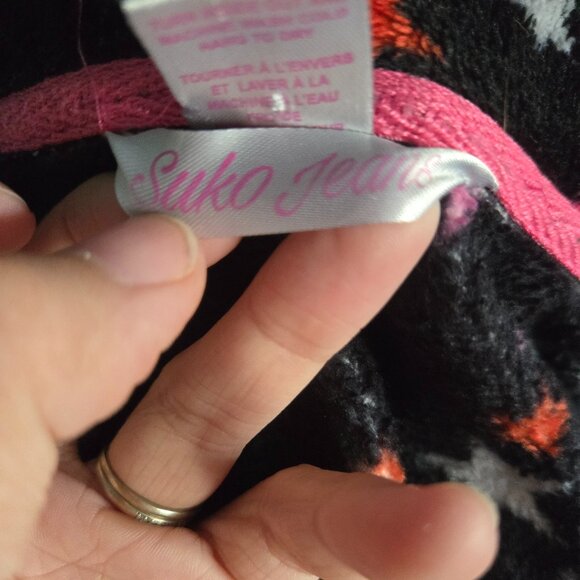 MACHINE WASH COLD
HANG TO DRY
TOURNER À L'ENVERS
ET LAVER À LA
MACHINE À L'EAU
Suko Jeans